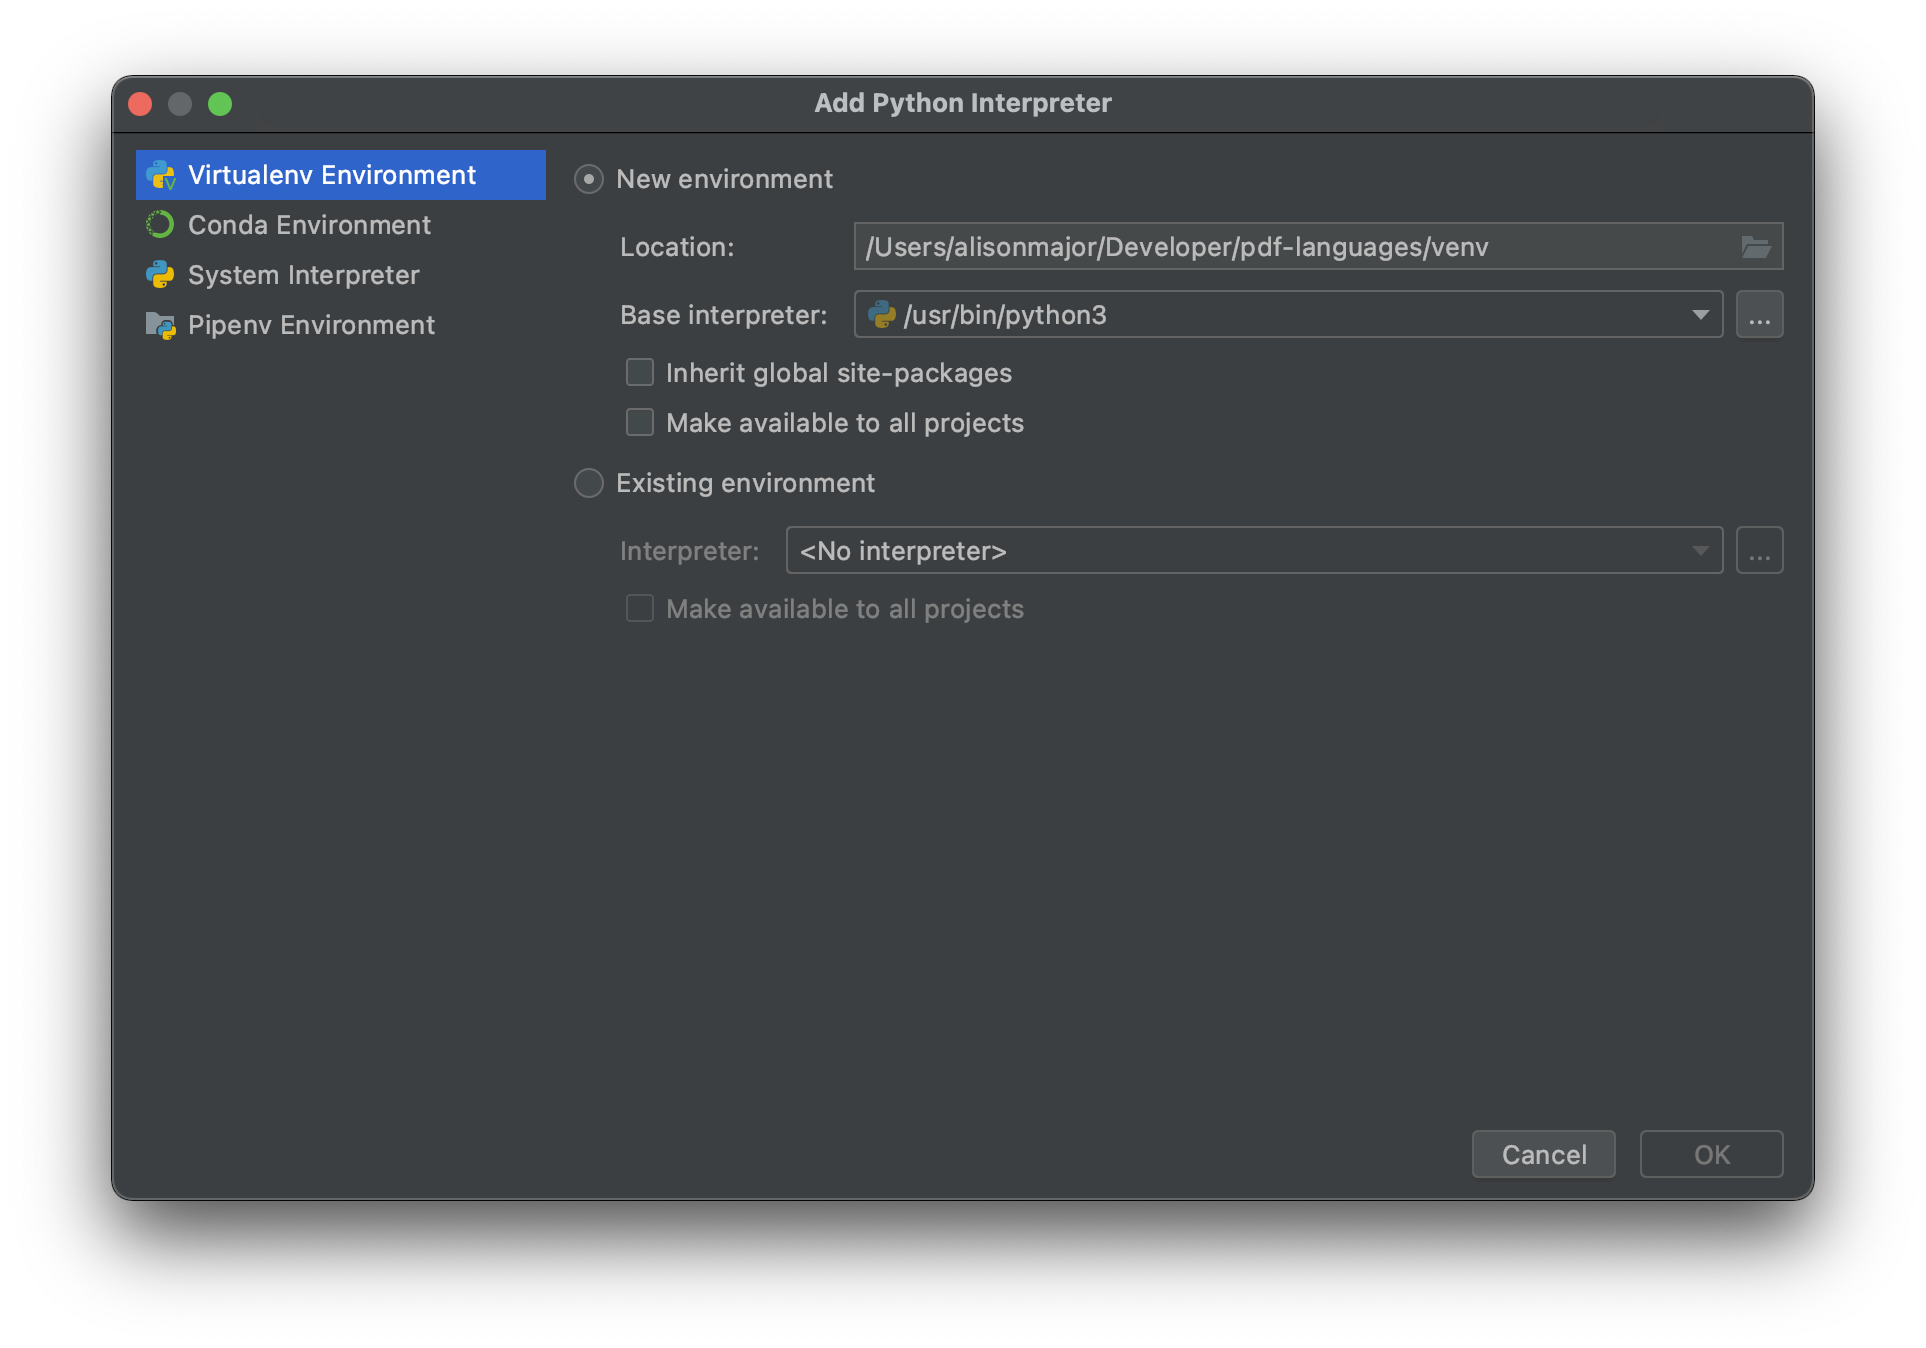 Add Python Interpreter
Virtualenv Environment
Conda Environment
System Interpreter
Pipenv Environment
New environment
Location: /Users/alisonmajor/Developer/pdf-languages/venv
Base interpreter: /usr/bin/python3 ...
Inherit global site-packages
Make available to all projects
Existing environment
Interpreter: <No interpreter> ...
Make available to all projects
Cancel OK